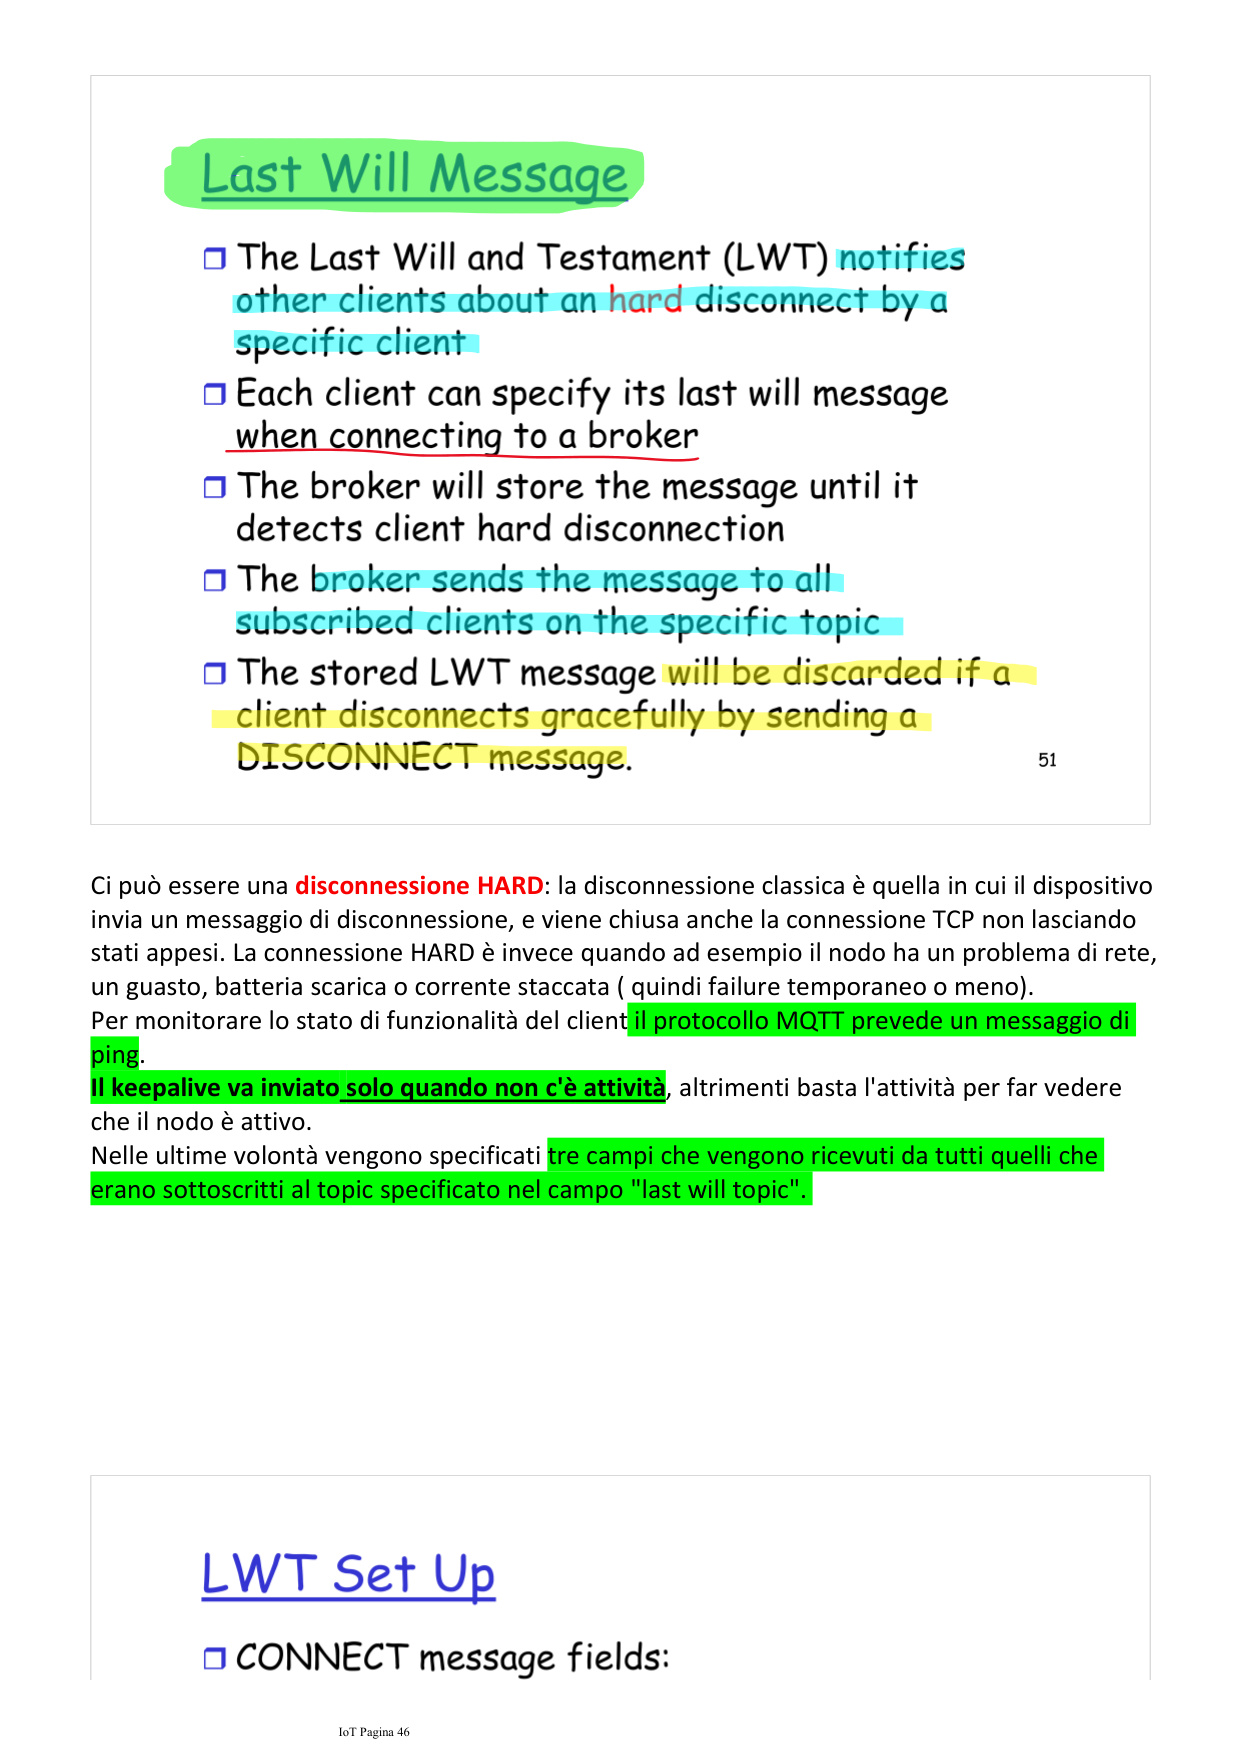 Last Will Message
❒ The Last Will and Testament (LWT) notifies
other clients about an hard disconnect by a
specific client
❒ Each client can specify its last will message
when connecting to a broker
❒ The broker will store the message until it
detects client hard disconnection
❒ The broker sends the message to all
subscribed clients on the specific topic
❒ The stored LWT message will be discarded if a
client disconnects gracefully by sending a
DISCONNECT message.
51
Ci può essere una disconnessione HARD: la disconnessione classica è quella in cui il dispositivo
invia un messaggio di disconnessione, e viene chiusa anche la connessione TCP non lasciando
stati appesi. La connessione HARD è invece quando ad esempio il nodo ha un problema di rete,
un guasto, batteria scarica o corrente staccata ( quindi failure temporaneo o meno).
Per monitorare lo stato di funzionalità del client il protocollo MQTT prevede un messaggio di
ping.
Il keepalive va inviato solo quando non c'è attività, altrimenti basta l'attività per far vedere
che il nodo è attivo.
Nelle ultime volontà vengono specificati tre campi che vengono ricevuti da tutti quelli che
erano sottoscritti al topic specificato nel campo "last will topic".
LWT Set Up
❒ CONNECT message fields:
IoT Pagina 46